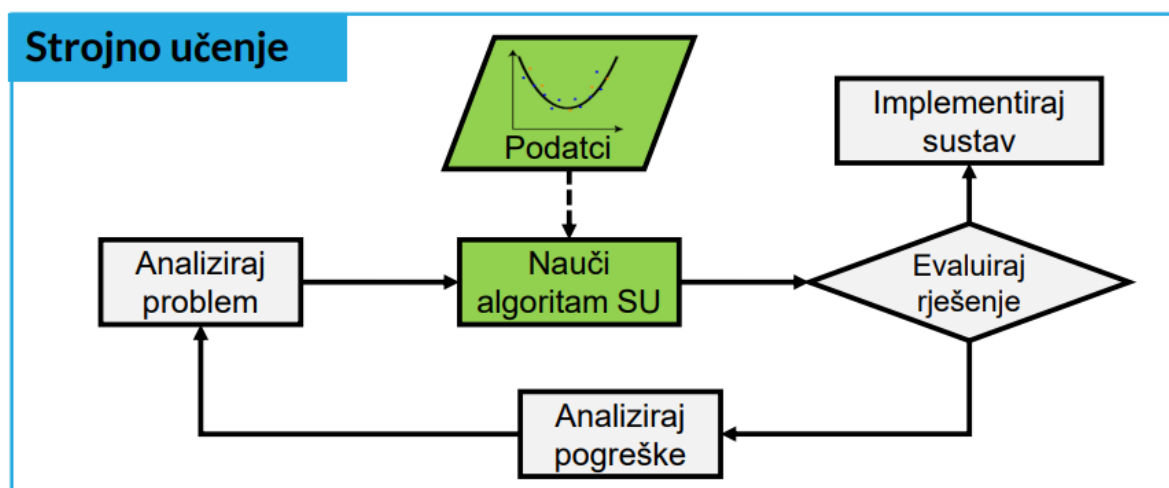 Strojno učenje
Podatci
Implementiraj
sustav
Analiziraj
problem
Nauči
algoritam SU
Evaluiraj
rješenje
Analiziraj
pogreške